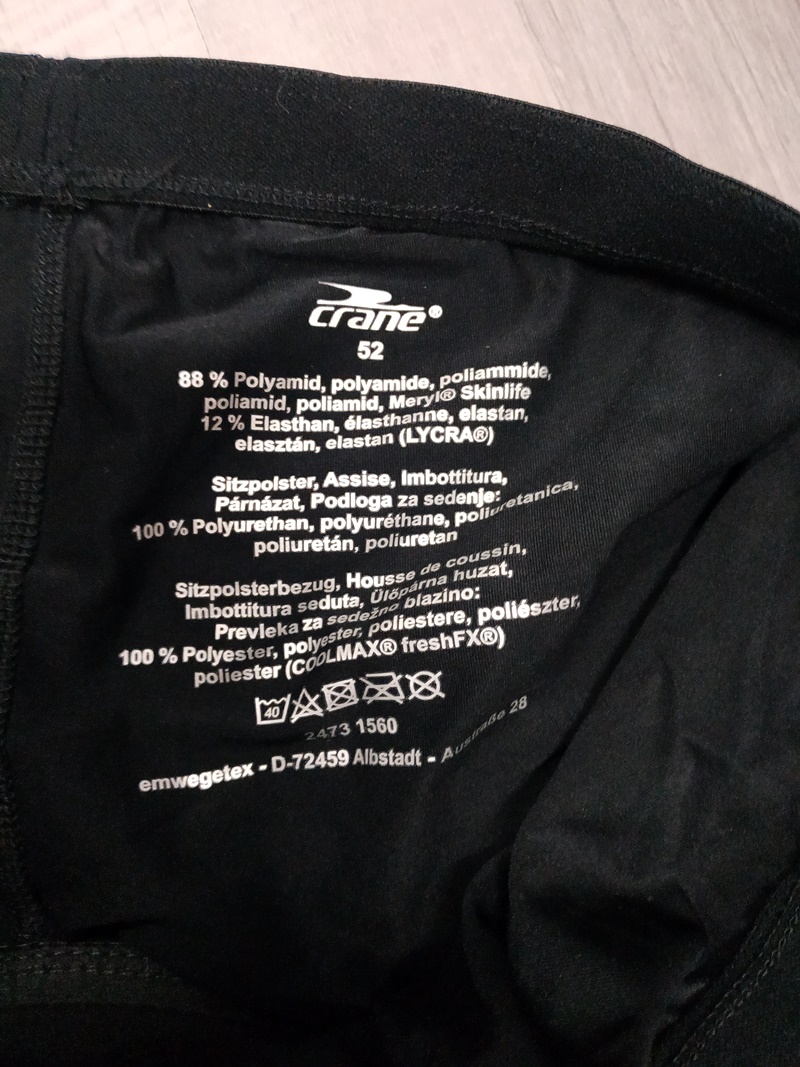 crane®
52
88 % Polyamid, polyamide, poliammide,
poliamid, poliamid, Meryl® Skinlife
12 % Elasthan, élasthanne, elastan,
elasztán, elastan (LYCRA®)
Sitzpolster, Assise, Imbottitura,
Párnázat, Podloga za sedenje:
100 % Polyurethan, polyuréthane, poliuretanica,
poliuretán, poliuretan
Sitzpolsterbezug, Housse de coussin,
Imbottitura seduta, Ülőpárna huzat,
Prevleka za sedežno blazino:
100 % Polyester, polyester, poliestere, poliészter,
poliester (COOLMAX® freshFX®)
40
2473 1560
emwegetex - D-72459 Albstadt - Austraße 28